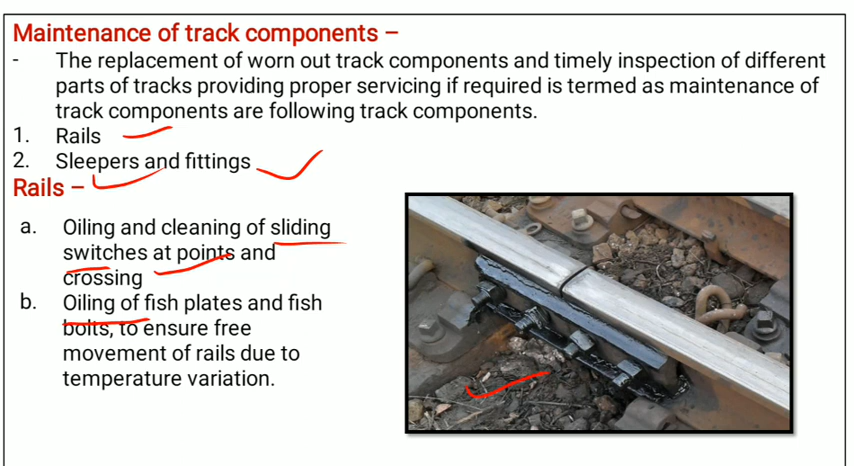 Maintenance of track components –
- The replacement of worn out track components and timely inspection of different
parts of tracks providing proper servicing if required is termed as maintenance of
track components are following track components.
1. Rails
2. Sleepers and fittings
Rails –
a. Oiling and cleaning of sliding
switches at points and
crossing
b. Oiling of fish plates and fish
bolts, to ensure free
movement of rails due to
temperature variation.